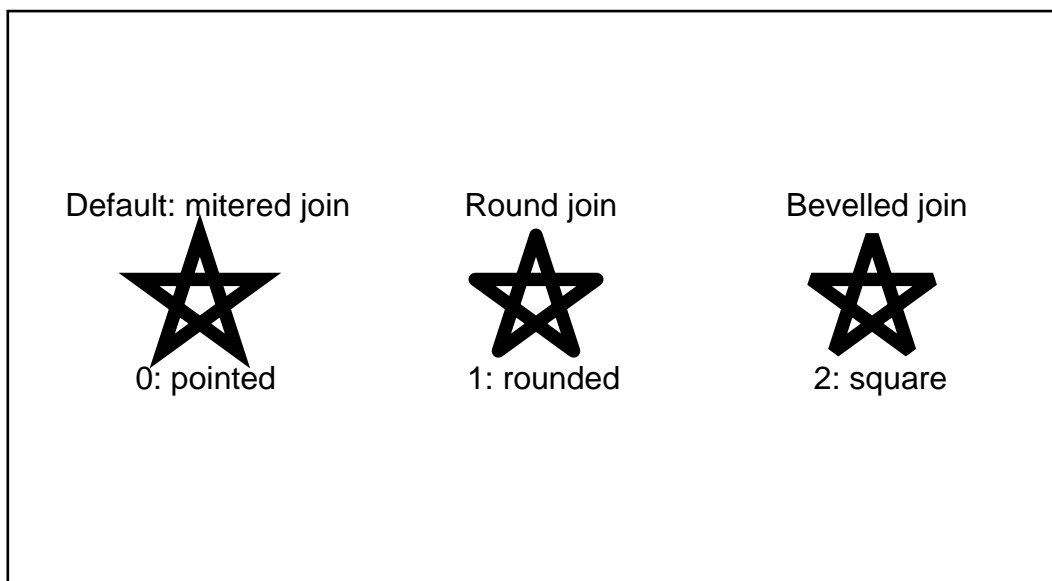 Default: mitered join
Round join
Bevelled join
0: pointed
1: rounded
2: square